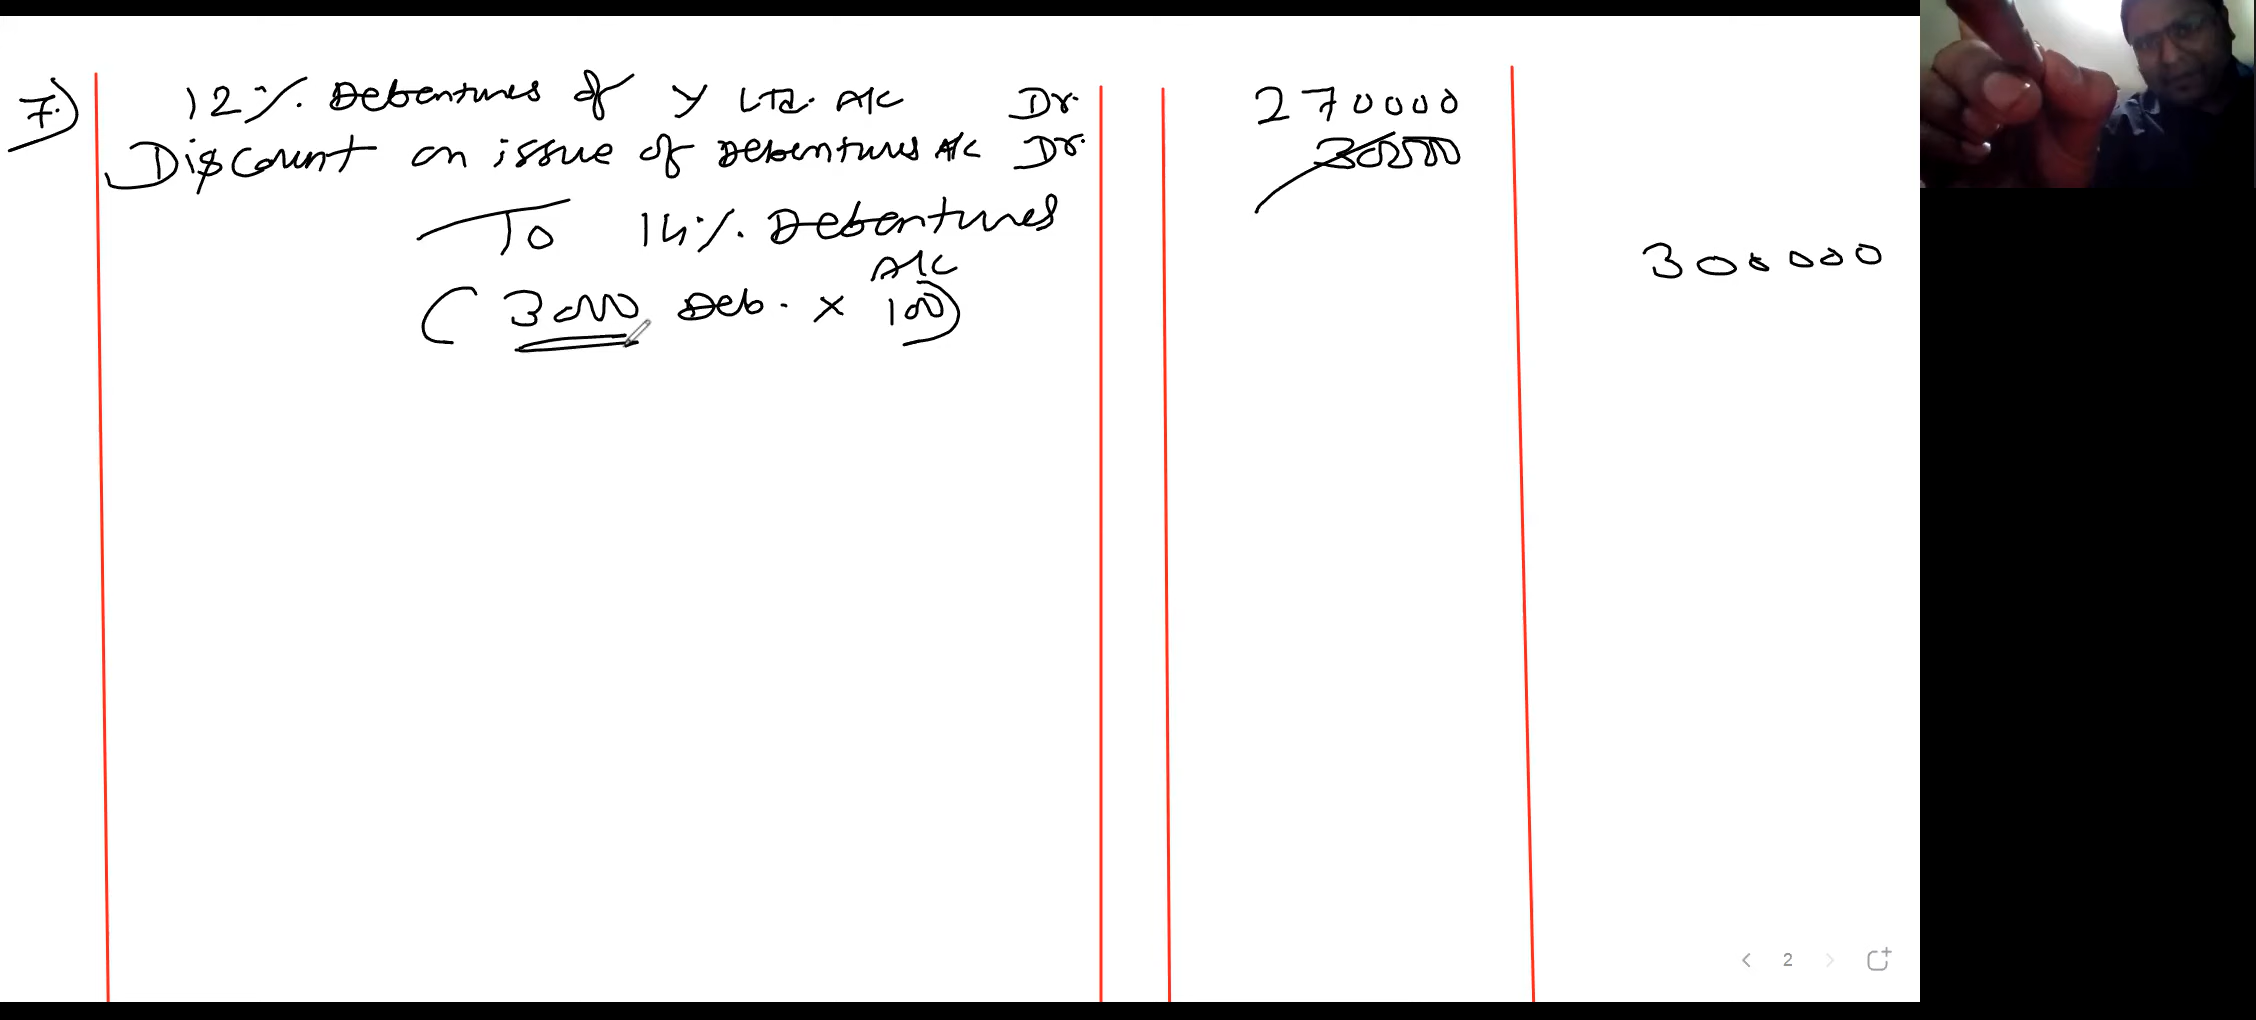 7.) 12%. Debentures of Y LTD. A/C Dr. 270000
Discount on issue of Debentures A/C Dr. 30000
To 14%. Debentures
A/C 300000
( 3000 Deb. × 100)
2